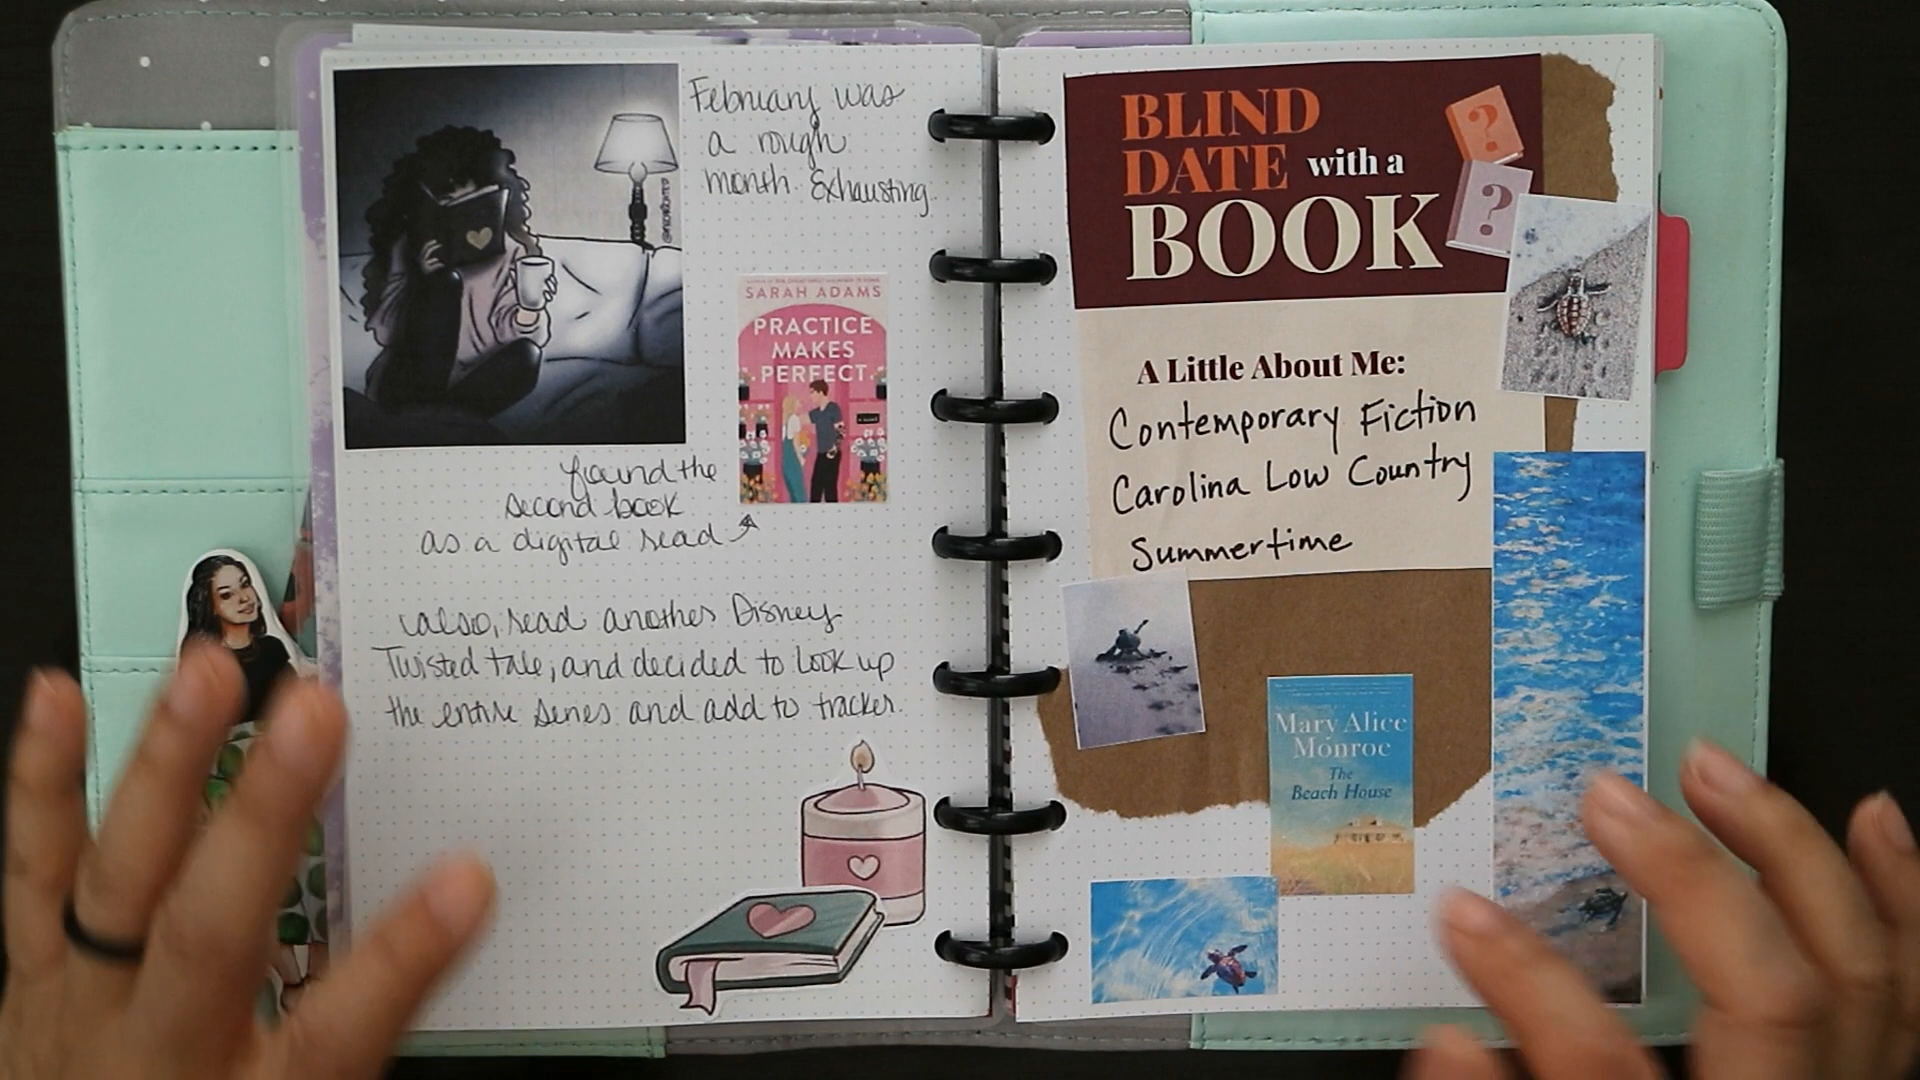 February was
a rough
month. Exhausting.
SARAH ADAMS
PRACTICE
MAKES
PERFECT
found the
second book
as a digital read
also, read another Disney
Twisted tale, and decided to look up
the entire series and add to tracker.
BLIND
DATE with a
BOOK
?
?
A Little About Me:
Contemporary Fiction
Carolina Low Country
Summertime
Mary Alice
Monroe
The
Beach House